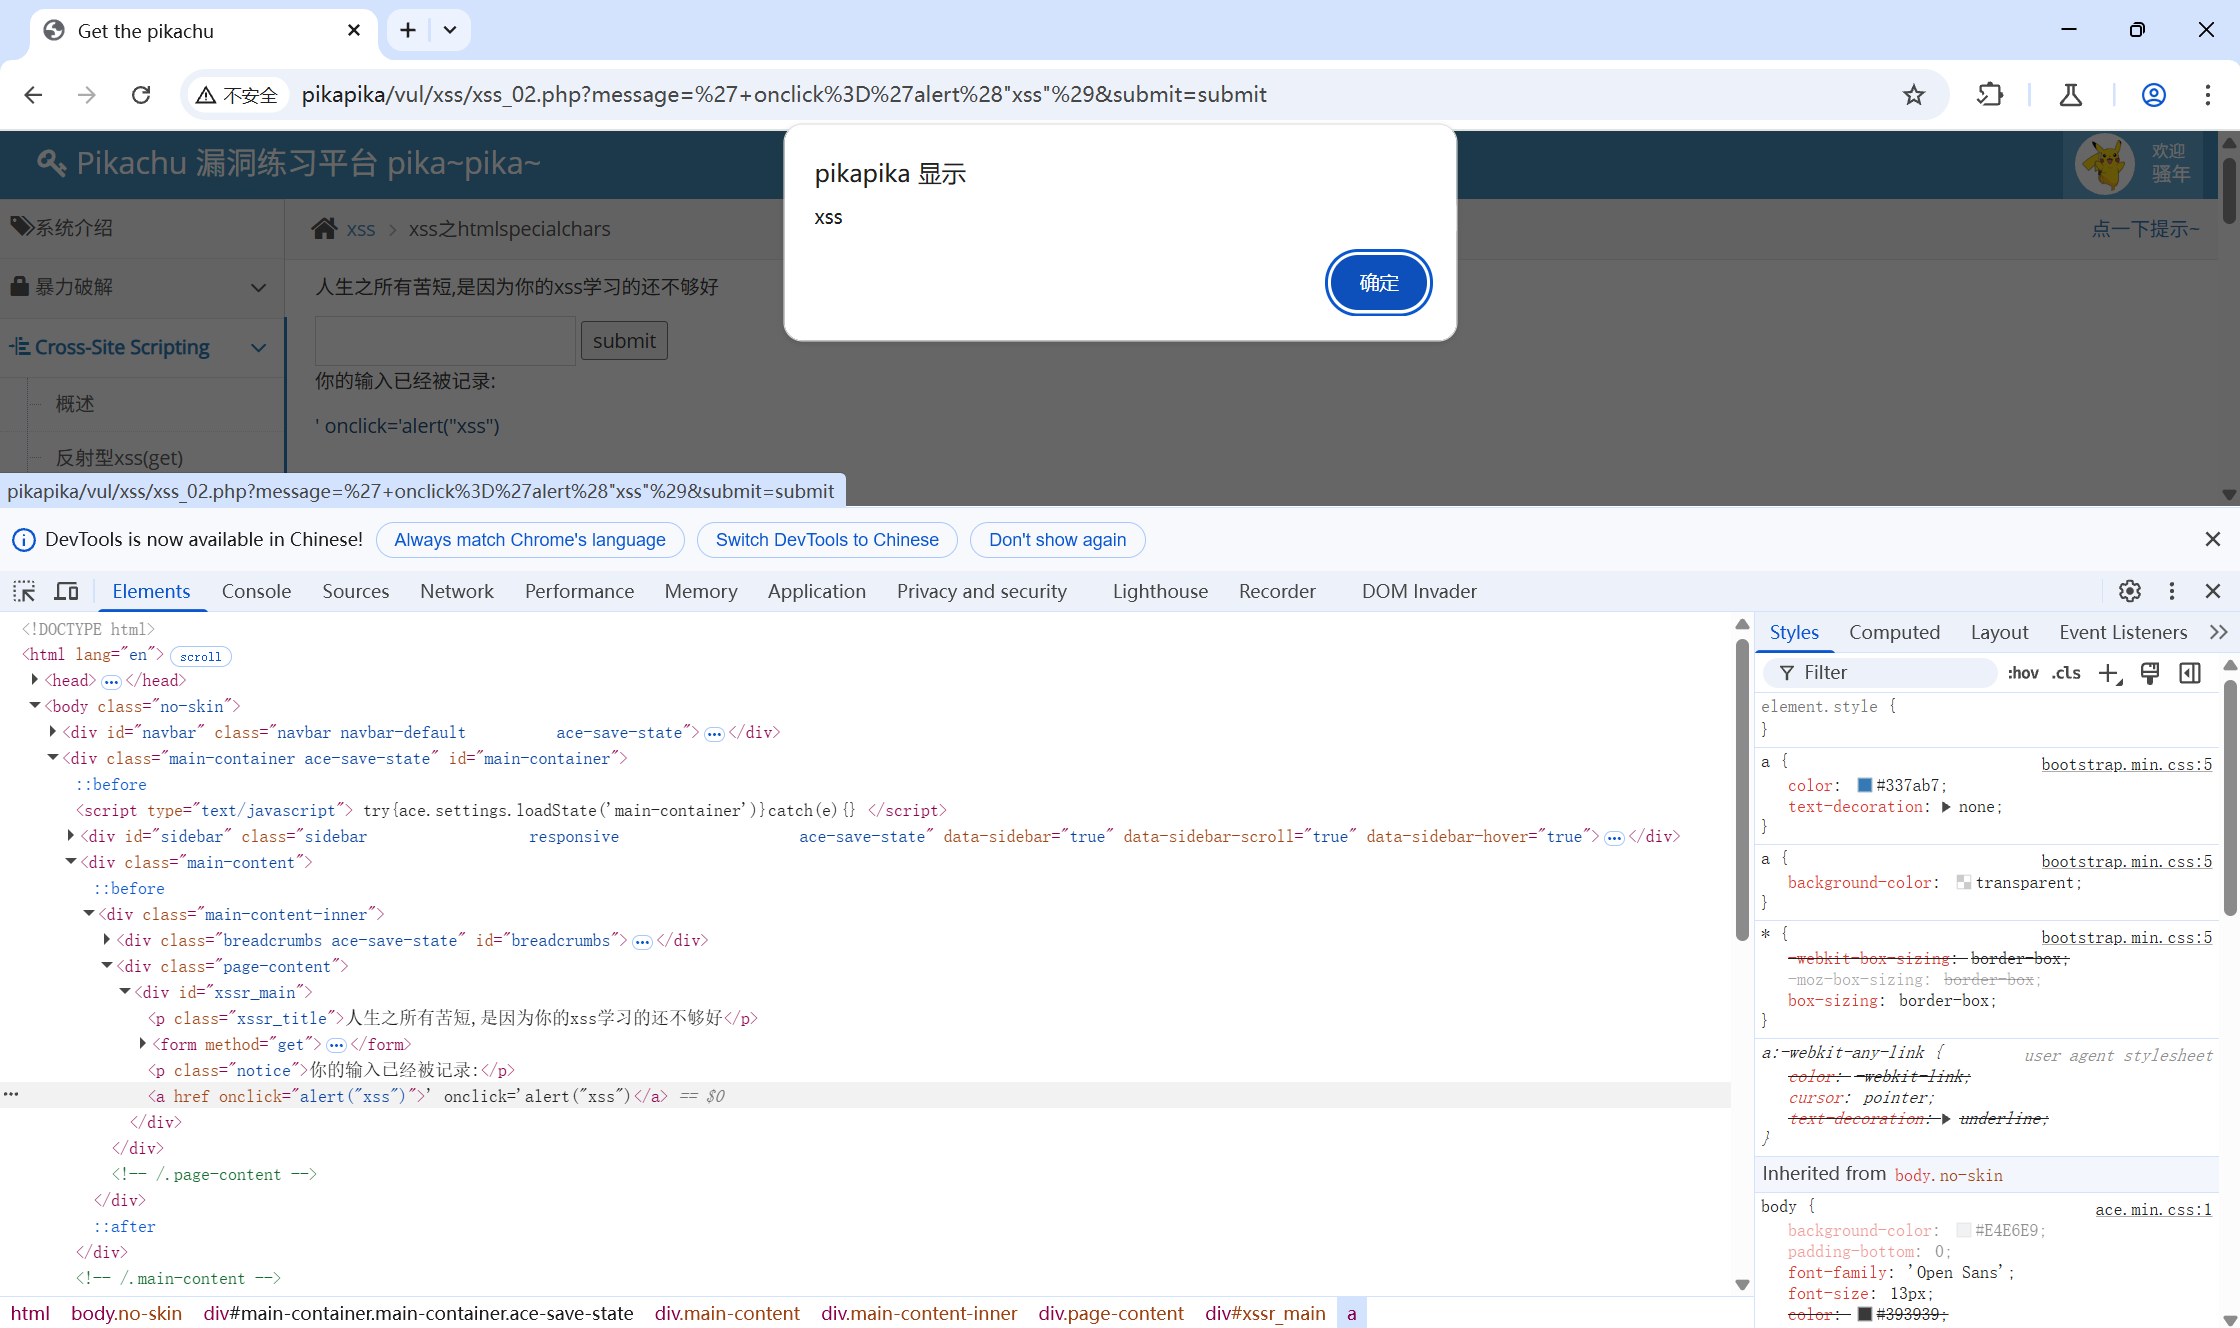 Get the pikachu
不安全
pikapika/vul/xss/xss_02.php?message=%27+onclick%3D%27alert%28"xss"%29&submit=submit
Pikachu 漏洞练习平台 pika~pika~
欢迎
骚年
pikapika 显示
xss
确定
系统介绍
暴力破解
Cross-Site Scripting
概述
反射型xss(get)
xss > xss之htmlspecialchars
点一下提示~
人生之所有苦短,是因为你的xss学习的还不够好
submit
你的输入已经被记录:
' onclick='alert("xss")
pikapika/vul/xss/xss_02.php?message=%27+onclick%3D%27alert%28"xss"%29&submit=submit
DevTools is now available in Chinese! Always match Chrome's language Switch DevTools to Chinese Don't show again
Elements Console Sources Network Performance Memory Application Privacy and security Lighthouse Recorder DOM Invader
<!DOCTYPE html>
<html lang="en"> scroll
<head> … </head>
<body class="no-skin">
<div id="navbar" class="navbar navbar-default ace-save-state"> … </div>
<div class="main-container ace-save-state" id="main-container">
::before
<script type="text/javascript"> try{ace.settings.loadState('main-container')}catch(e){} </script>
<div id="sidebar" class="sidebar responsive ace-save-state" data-sidebar="true" data-sidebar-scroll="true" data-sidebar-hover="true"> … </div>
<div class="main-content">
::before
<div class="main-content-inner">
<div class="breadcrumbs ace-save-state" id="breadcrumbs"> … </div>
<div class="page-content">
<div id="xssr_main">
<p class="xssr_title">人生之所有苦短,是因为你的xss学习的还不够好</p>
<form method="get"> … </form>
<p class="notice">你的输入已经被记录:</p>
<a href onclick="alert("xss")">' onclick='alert("xss")</a> == $0
</div>
</div>
<!-- /.page-content -->
</div>
::after
</div>
<!-- /.main-content -->
html body.no-skin div#main-container.main-container.ace-save-state div.main-content div.main-content-inner div.page-content div#xssr_main a
Styles Computed Layout Event Listeners
Filter :hov .cls
element.style {
}
a { bootstrap.min.css:5
color: #337ab7;
text-decoration: none;
}
a { bootstrap.min.css:5
background-color: transparent;
}
* { bootstrap.min.css:5
-webkit-box-sizing: border-box;
-moz-box-sizing: border-box;
box-sizing: border-box;
}
a:-webkit-any-link { user agent stylesheet
color: -webkit-link;
cursor: pointer;
text-decoration: underline;
}
Inherited from body.no-skin
body { ace.min.css:1
background-color: #E4E6E9;
padding-bottom: 0;
font-family: 'Open Sans';
font-size: 13px;
color: #393939;